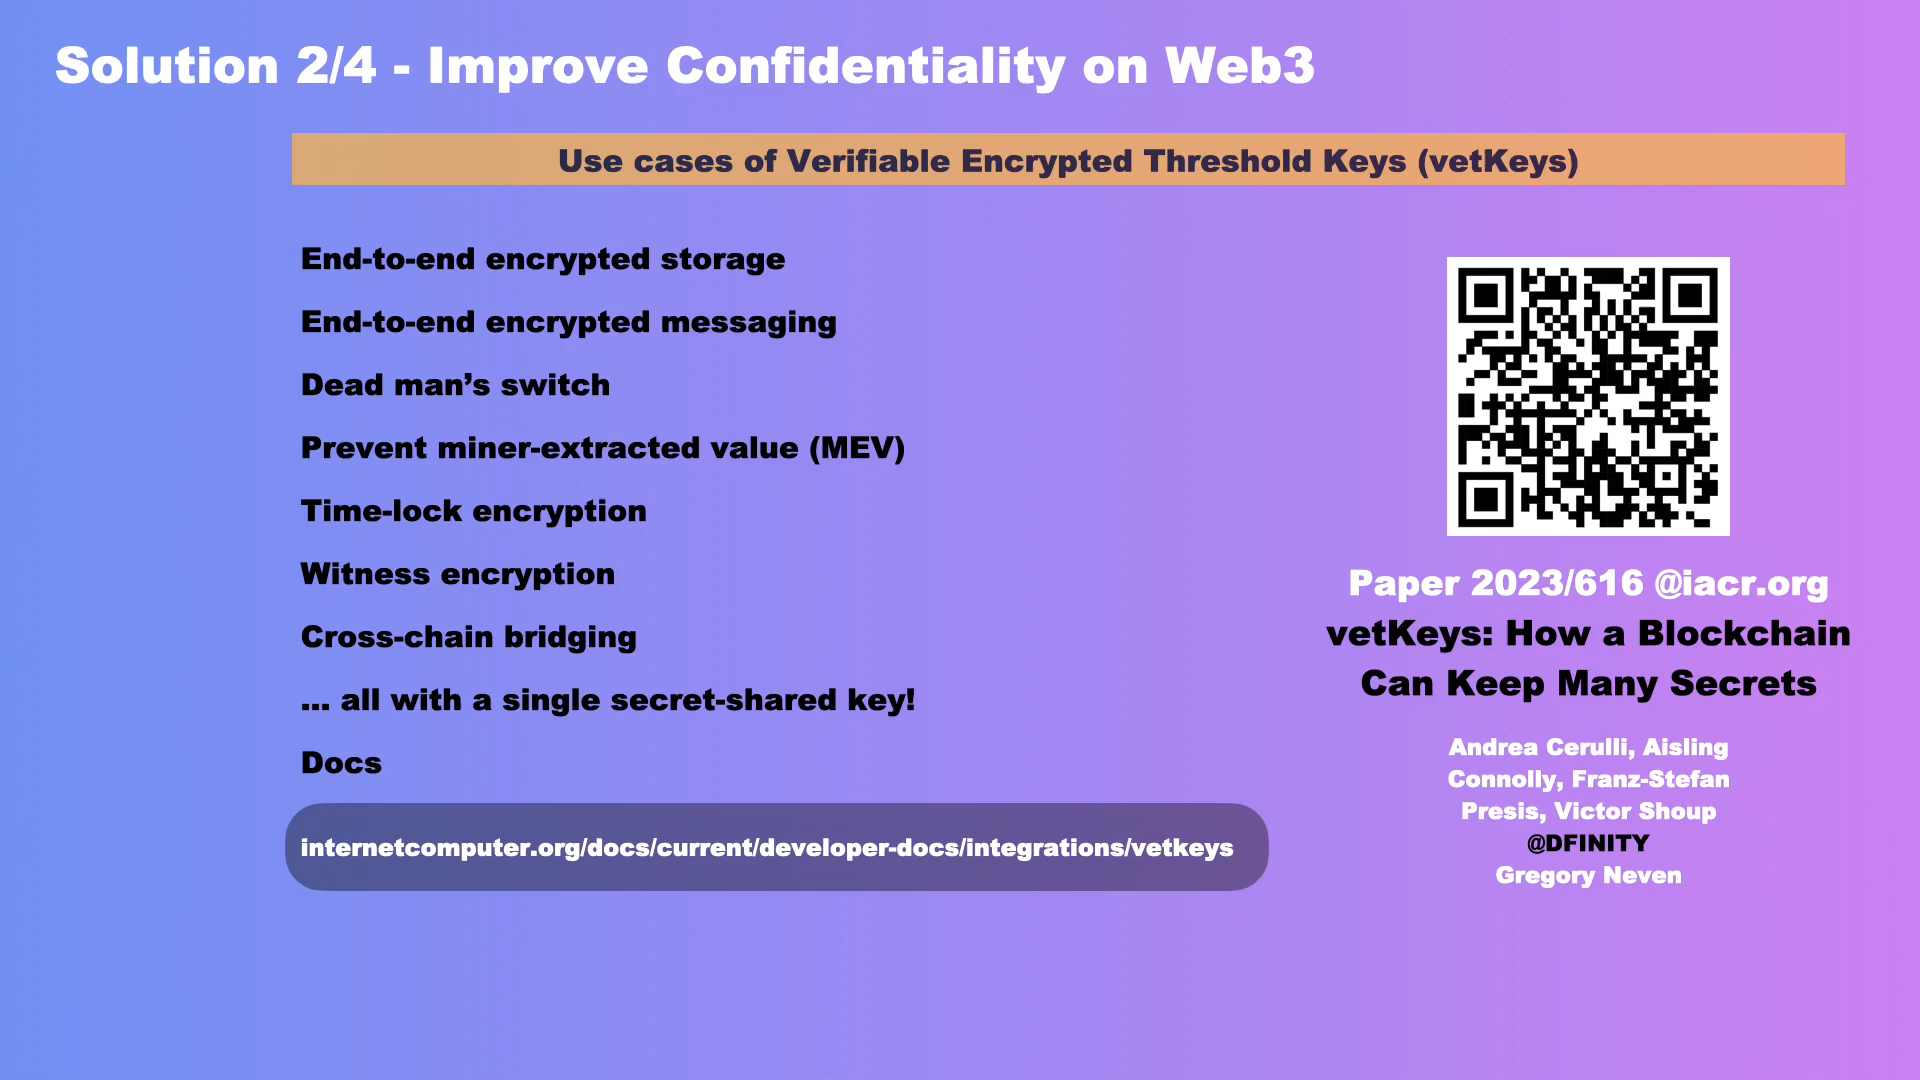 Solution 2/4 - Improve Confidentiality on Web3
Use cases of Verifiable Encrypted Threshold Keys (vetKeys)
End-to-end encrypted storage
End-to-end encrypted messaging
Dead man’s switch
Prevent miner-extracted value (MEV)
Time-lock encryption
Witness encryption
Cross-chain bridging
... all with a single secret-shared key!
Docs
internetcomputer.org/docs/current/developer-docs/integrations/vetkeys
Paper 2023/616 @iacr.org
vetKeys: How a Blockchain
Can Keep Many Secrets
Andrea Cerulli, Aisling
Connolly, Franz-Stefan
Presis, Victor Shoup
@DFINITY
Gregory Neven